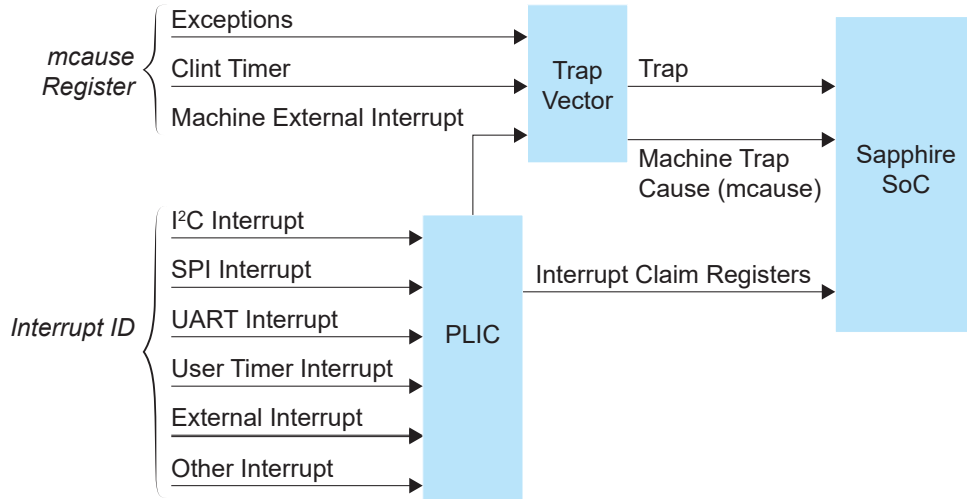 mcause
Register
Exceptions
Clint Timer
Machine External Interrupt
Trap
Vector
Trap
Machine Trap
Cause (mcause)
Sapphire
SoC
Interrupt ID
I²C Interrupt
SPI Interrupt
UART Interrupt
User Timer Interrupt
External Interrupt
Other Interrupt
PLIC
Interrupt Claim Registers